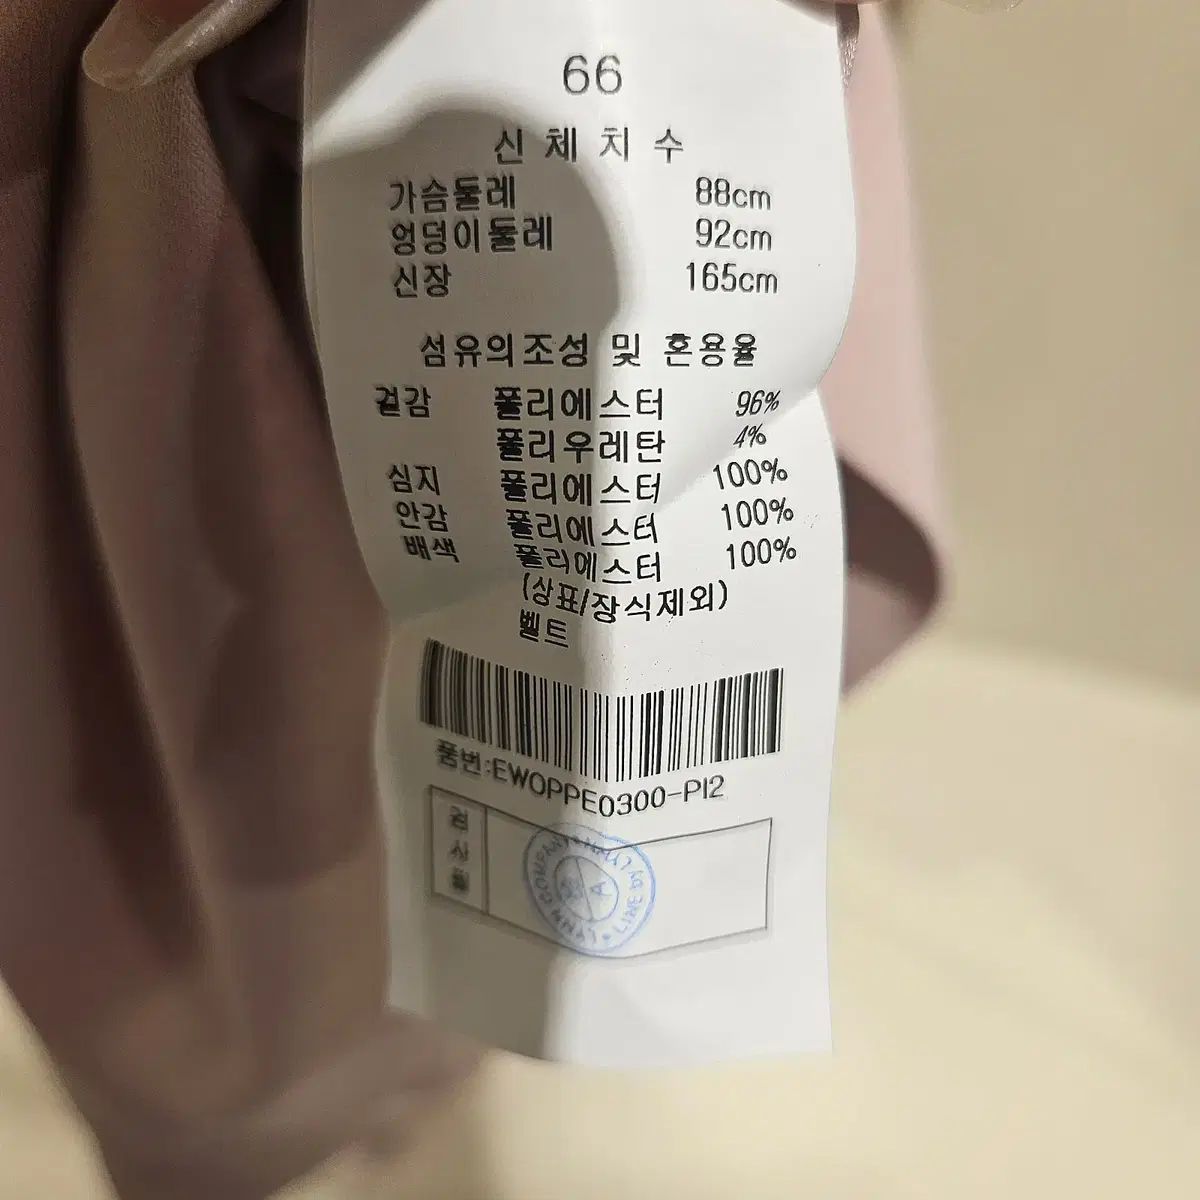 66
신체치수
가슴둘레 88cm
엉덩이둘레 92cm
신장 165cm
섬유의조성 및 혼용율
겉감 폴리에스터 96%
폴리우레탄 4%
심지 폴리에스터 100%
안감 폴리에스터 100%
배색 폴리에스터 100%
(상표/장식제외)
벨트
품번:EWOPPE0300-PI2
검
사
필